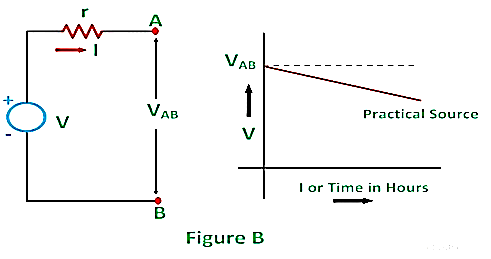 r
A
I
+
V
-
VAB
B
VAB
V
Practical Source
I or Time in Hours
Figure B